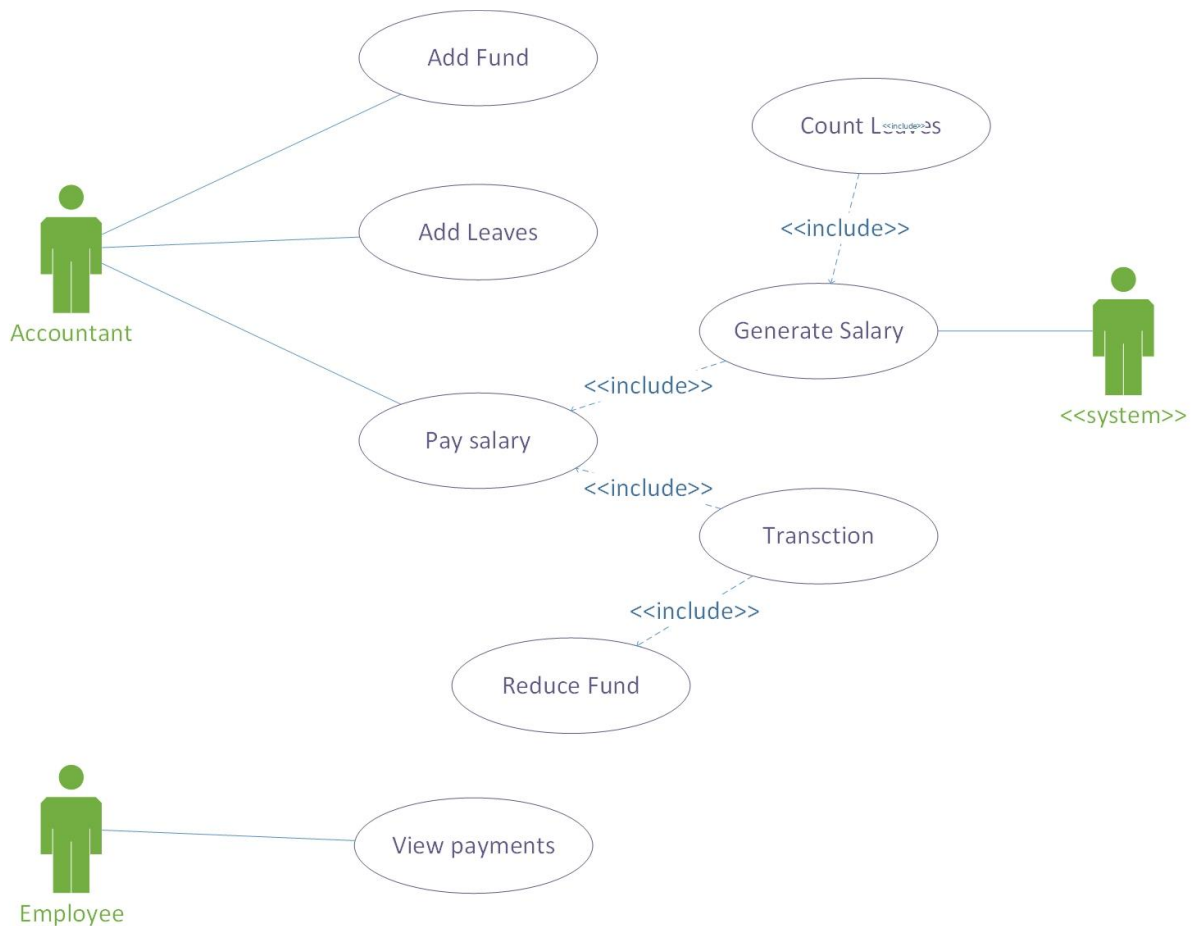 Add Fund
Count Leaves
<<include>>
Add Leaves
<<include>>
Accountant
Generate Salary
<<include>>
<<system>>
Pay salary
<<include>>
Transction
<<include>>
Reduce Fund
View payments
Employee